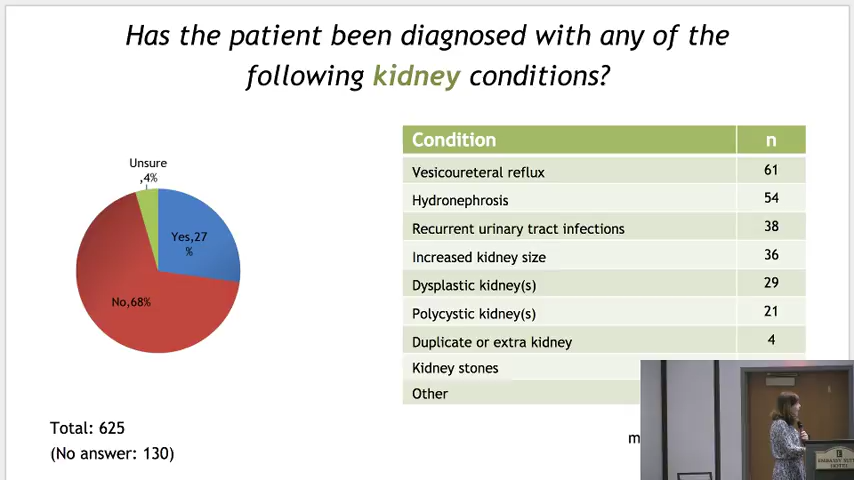 Has the patient been diagnosed with any of the
following kidney conditions?
Unsure
,4%
Yes,27
%
No,68%
Condition n
Vesicoureteral reflux 61
Hydronephrosis 54
Recurrent urinary tract infections 38
Increased kidney size 36
Dysplastic kidney(s) 29
Polycystic kidney(s) 21
Duplicate or extra kidney 4
Kidney stones
Other
Total: 625
(No answer: 130)
m